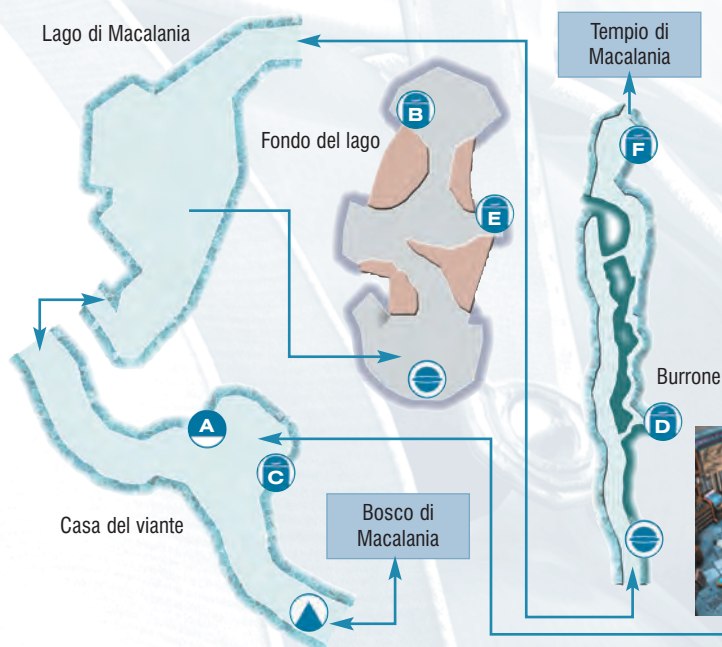 Lago di Macalania
Tempio di
Macalania
B
Fondo del lago
F
E
Burrone
A
D
C
Casa del viante
Bosco di
Macalania